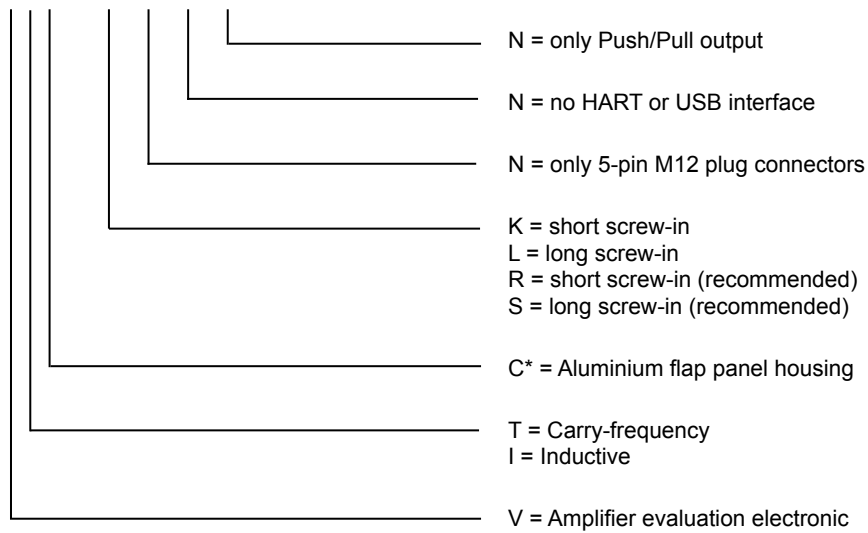 N = only Push/Pull output
N = no HART or USB interface
N = only 5-pin M12 plug connectors
K = short screw-in
L = long screw-in
R = short screw-in (recommended)
S = long screw-in (recommended)
C* = Aluminium flap panel housing
T = Carry-frequency
I = Inductive
V = Amplifier evaluation electronic